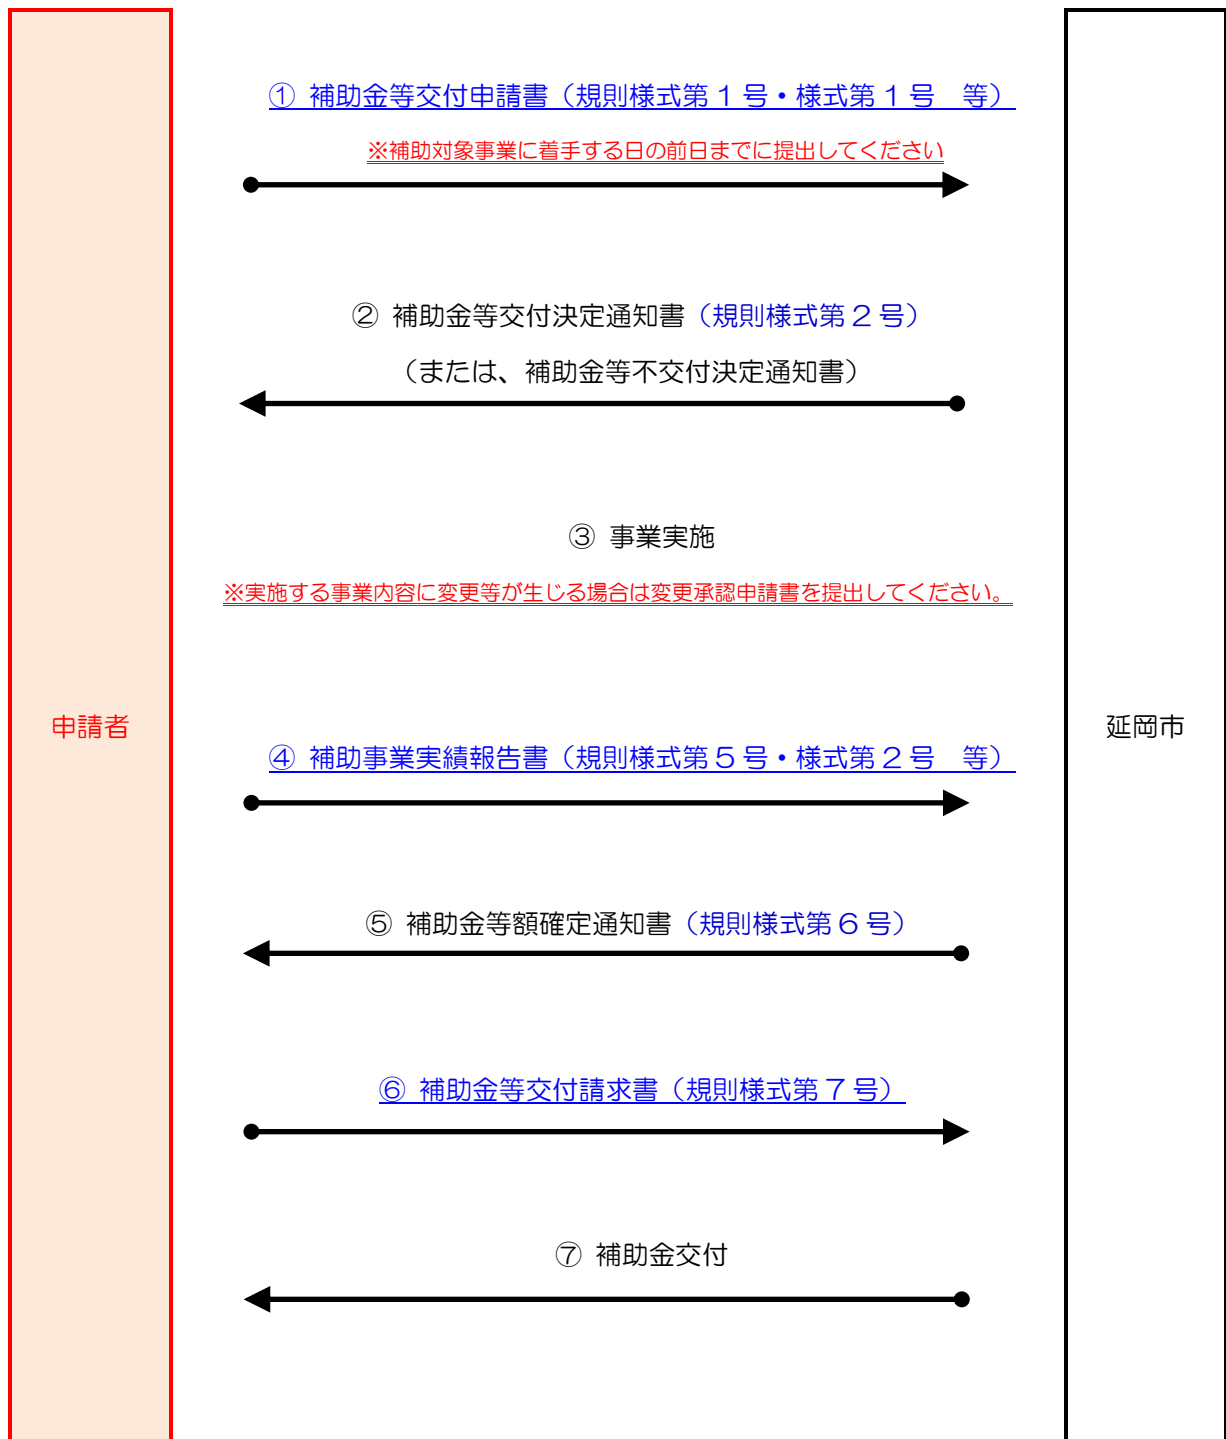 ① 補助金等交付申請書（規則様式第1号・様式第1号　等）
※補助対象事業に着手する日の前日までに提出してください
② 補助金等交付決定通知書（規則様式第2号）
（または、補助金等不交付決定通知書）
③ 事業実施
※実施する事業内容に変更等が生じる場合は変更承認申請書を提出してください。
申請者
延岡市
④ 補助事業実績報告書（規則様式第5号・様式第2号　等）
⑤ 補助金等額確定通知書（規則様式第6号）
⑥ 補助金等交付請求書（規則様式第7号）
⑦ 補助金交付